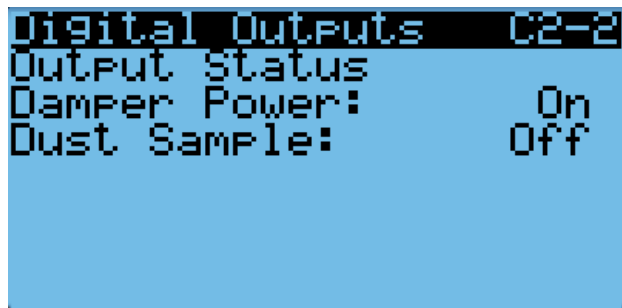 Digital Outputs C2-2
Output Status
Damper Power: On
Dust Sample: Off